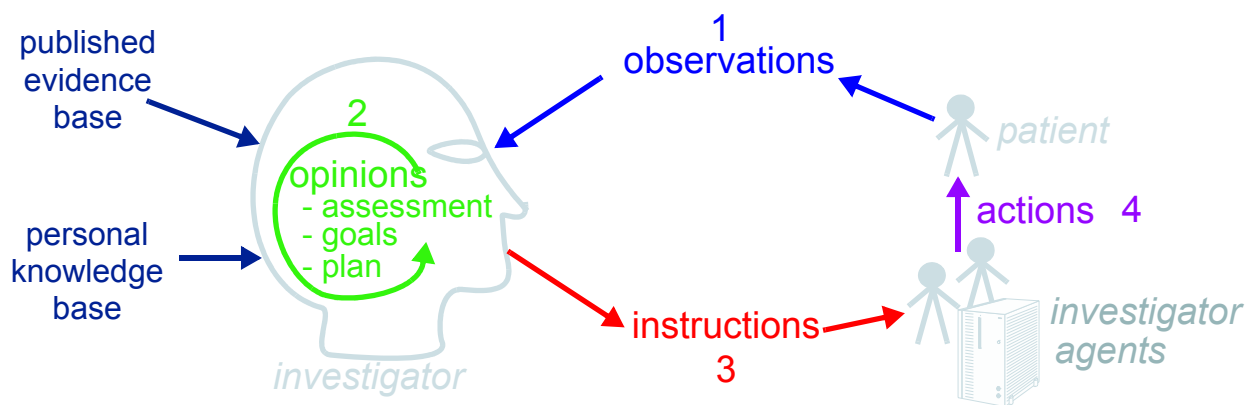 published
evidence
base
personal
knowledge
base
2
opinions
- assessment
- goals
- plan
investigator
1
observations
patient
actions 4
investigator
agents
instructions
3